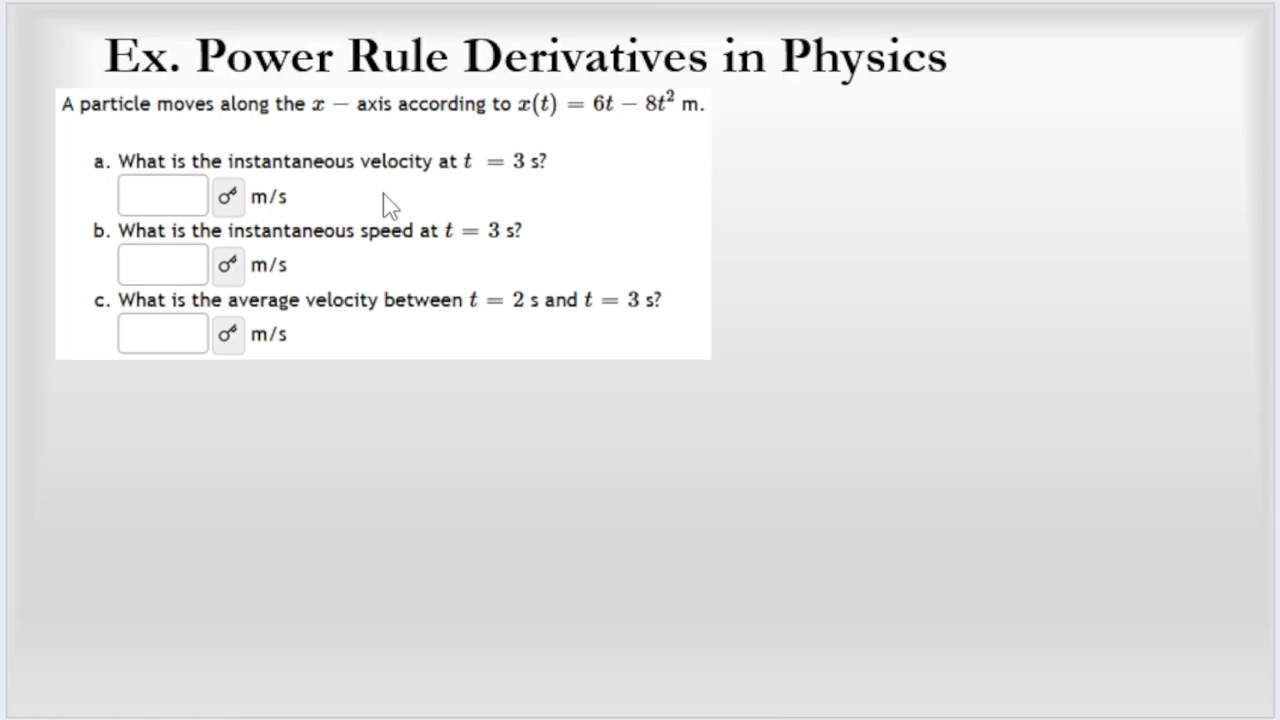 Ex. Power Rule Derivatives in Physics
A particle moves along the x – axis according to x(t) = 6t − 8t² m.
a. What is the instantaneous velocity at t = 3 s?
m/s
b. What is the instantaneous speed at t = 3 s?
m/s
c. What is the average velocity between t = 2 s and t = 3 s?
m/s